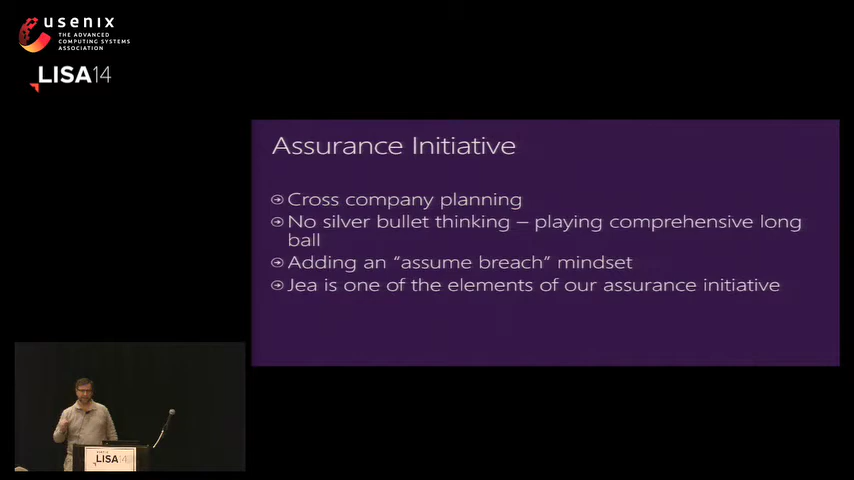 usenix
THE ADVANCED
COMPUTING SYSTEMS
ASSOCIATION
LISA14
Assurance Initiative
Cross company planning
No silver bullet thinking – playing comprehensive long
ball
Adding an “assume breach” mindset
Jea is one of the elements of our assurance initiative
LISA14